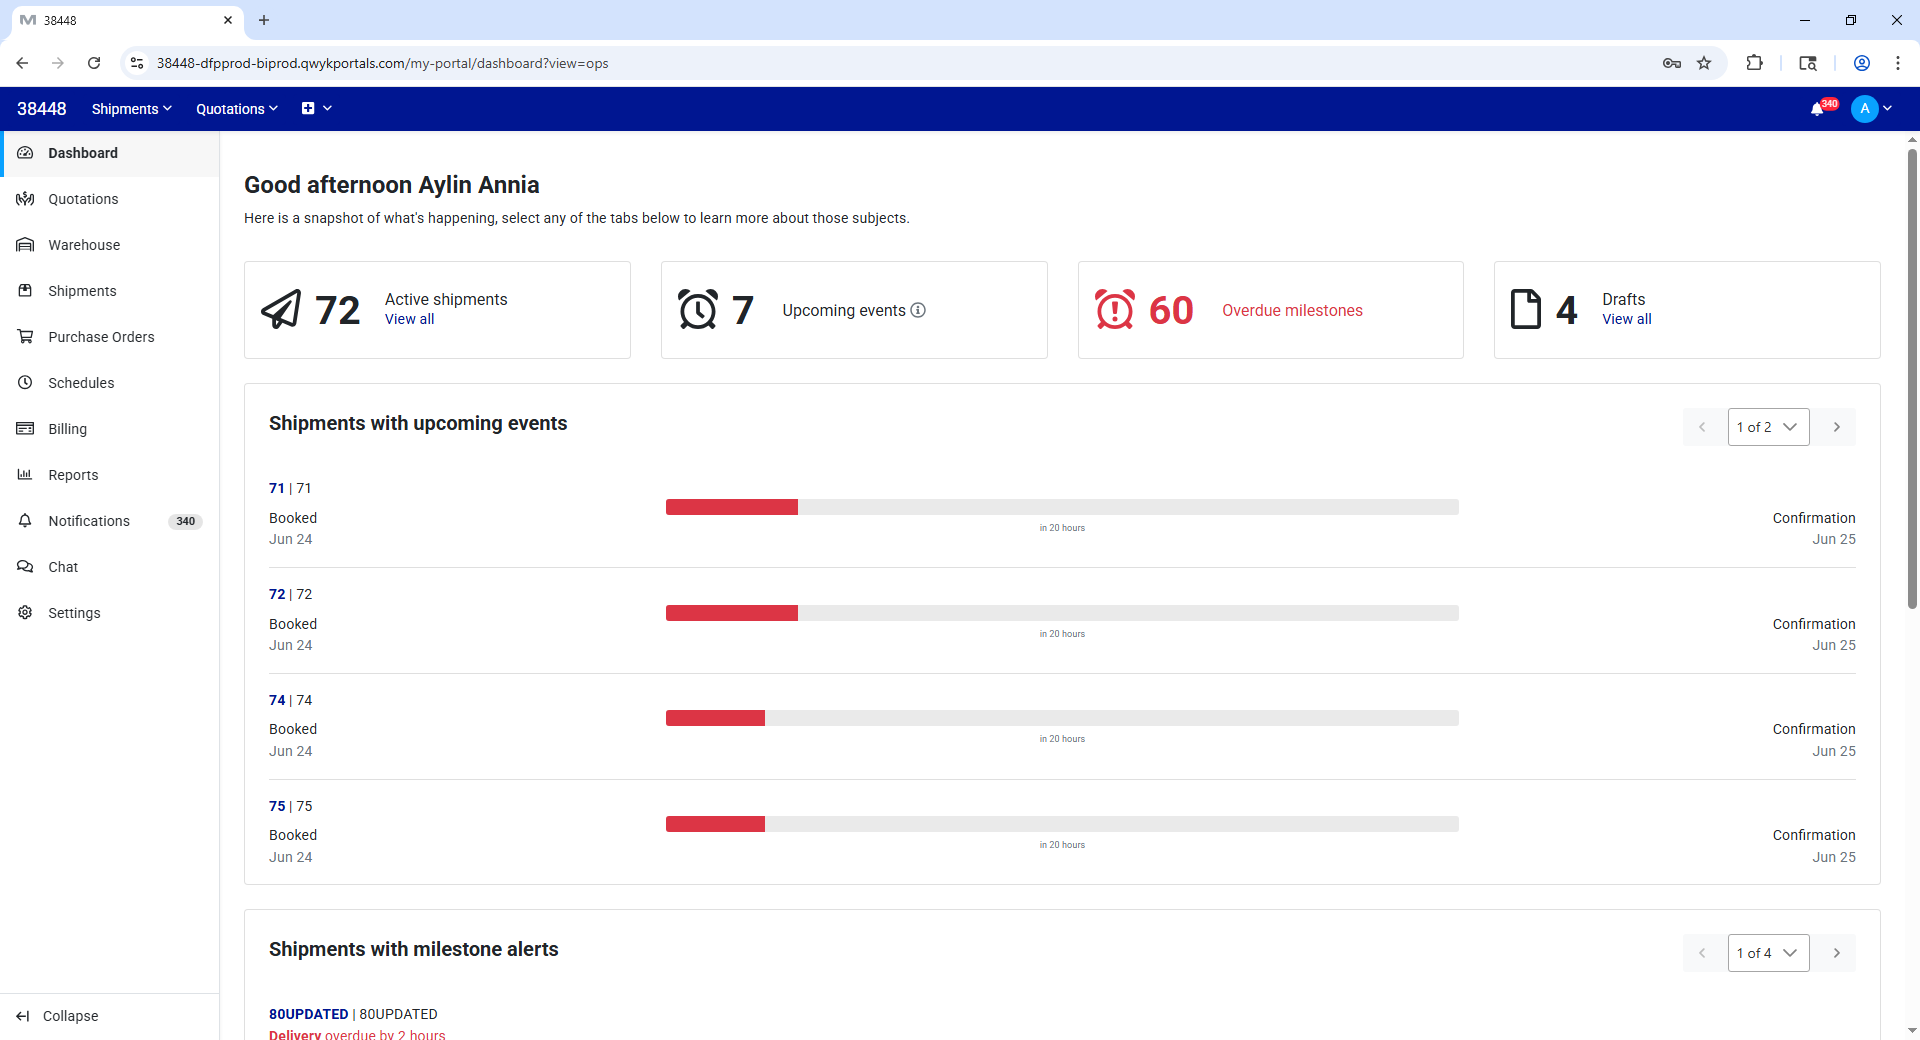 38448
38448-dfpprod-biprod.qwykportals.com/my-portal/dashboard?view=ops
38448 Shipments Quotations 340 A
Dashboard
Quotations
Warehouse
Shipments
Purchase Orders
Schedules
Billing
Reports
Notifications 340
Chat
Settings
Collapse
Good afternoon Aylin Annia
Here is a snapshot of what's happening, select any of the tabs below to learn more about those subjects.
72 Active shipments
View all
7 Upcoming events
60 Overdue milestones
4 Drafts
View all
Shipments with upcoming events
1 of 2
71 | 71
Booked
Jun 24
in 20 hours
Confirmation
Jun 25
72 | 72
Booked
Jun 24
in 20 hours
Confirmation
Jun 25
74 | 74
Booked
Jun 24
in 20 hours
Confirmation
Jun 25
75 | 75
Booked
Jun 24
in 20 hours
Confirmation
Jun 25
Shipments with milestone alerts
1 of 4
80UPDATED | 80UPDATED
Delivery overdue by 2 hours